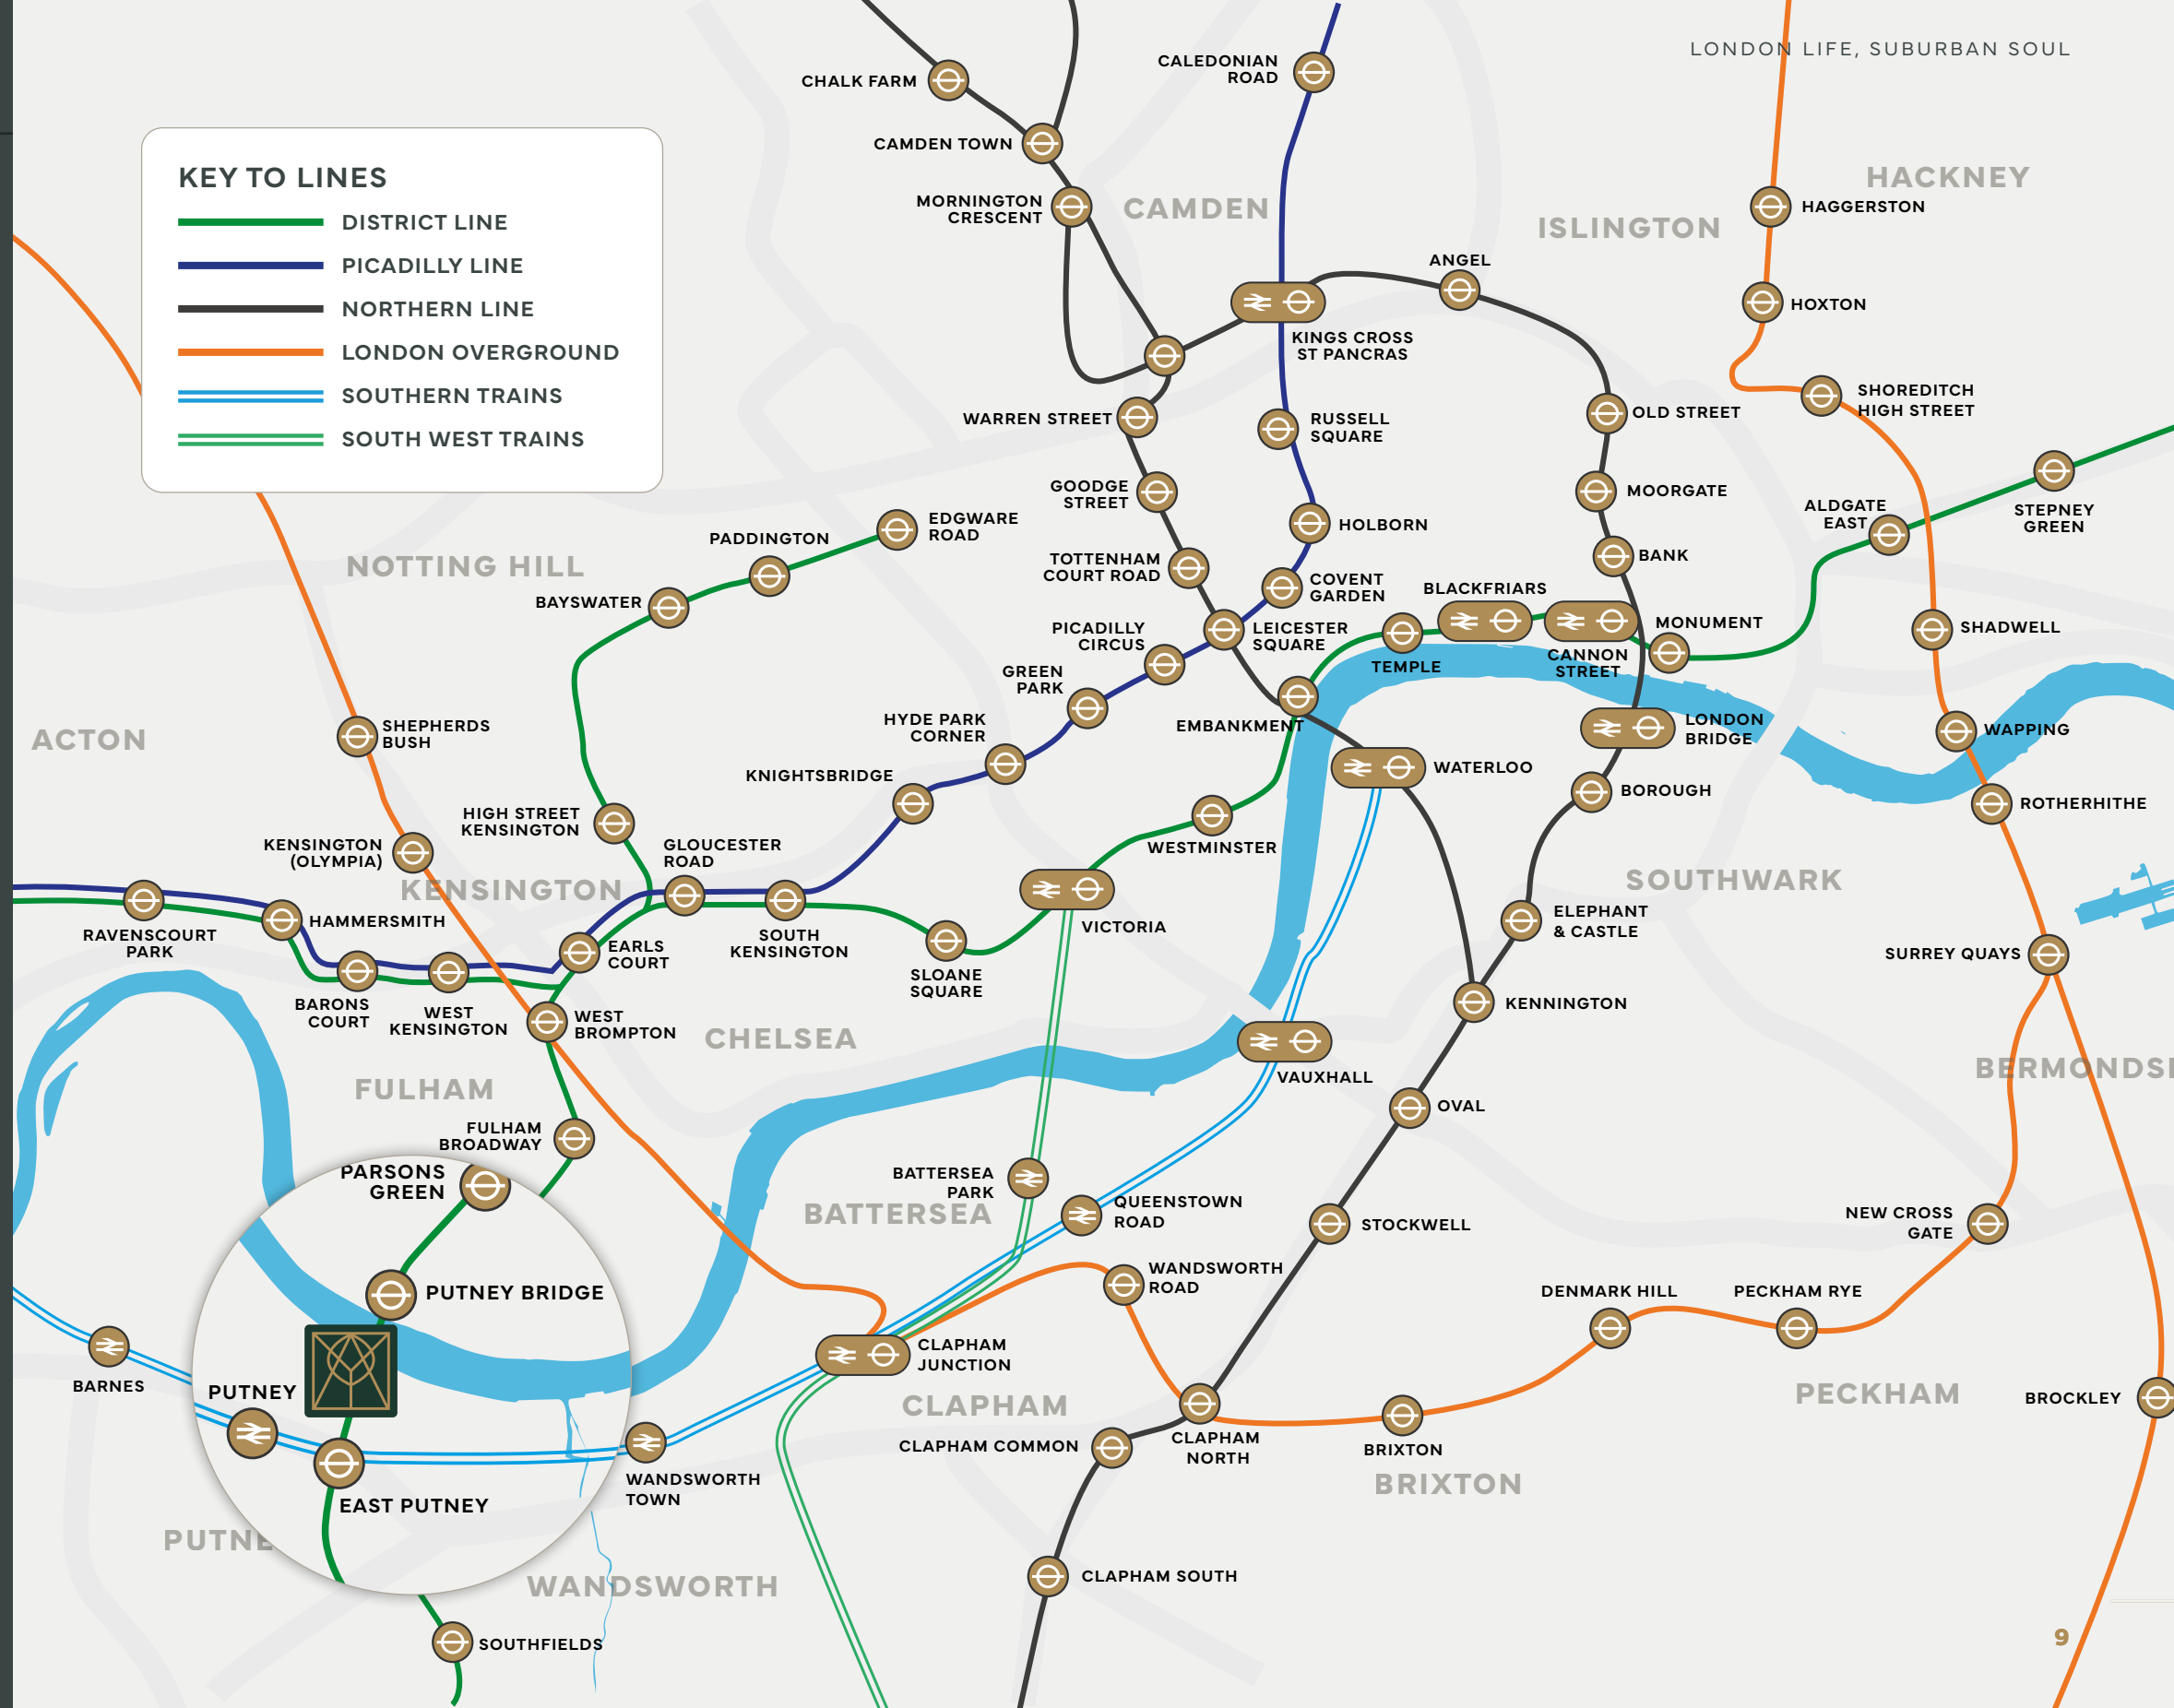 LONDON LIFE, SUBURBAN SOUL
KEY TO LINES
DISTRICT LINE
PICADILLY LINE
NORTHERN LINE
LONDON OVERGROUND
SOUTHERN TRAINS
SOUTH WEST TRAINS
CHALK FARM
CALEDONIAN
ROAD
CAMDEN TOWN
MORNINGTON
CRESCENT
CAMDEN
HACKNEY
HAGGERSTON
ISLINGTON
ANGEL
HOXTON
KINGS CROSS
ST PANCRAS
WARREN STREET
RUSSELL
SQUARE
OLD STREET
SHOREDITCH
HIGH STREET
GOODGE
STREET
MOORGATE
STEPNEY
GREEN
ALDGATE
EAST
HOLBORN
EDGWARE
ROAD
PADDINGTON
NOTTING HILL
BAYSWATER
TOTTENHAM
COURT ROAD
BANK
COVENT
GARDEN
BLACKFRIARS
PICADILLY
CIRCUS
LEICESTER
SQUARE
TEMPLE
CANNON
STREET
MONUMENT
SHADWELL
GREEN
PARK
EMBANKMENT
LONDON
BRIDGE
WAPPING
ACTON
SHEPHERDS
BUSH
HYDE PARK
CORNER
KNIGHTSBRIDGE
WATERLOO
BOROUGH
ROTHERHITHE
HIGH STREET
KENSINGTON
WESTMINSTER
KENSINGTON
(OLYMPIA)
GLOUCESTER
ROAD
KENSINGTON
SOUTHWARK
RAVENSCOURT
PARK
HAMMERSMITH
EARLS
COURT
SOUTH
KENSINGTON
VICTORIA
ELEPHANT
& CASTLE
SURREY QUAYS
SLOANE
SQUARE
BARONS
COURT
WEST
KENSINGTON
WEST
BROMPTON
CHELSEA
KENNINGTON
FULHAM
VAUXHALL
BERMONDSE
OVAL
FULHAM
BROADWAY
PARSONS
GREEN
BATTERSEA
PARK
BATTERSEA
QUEENSTOWN
ROAD
STOCKWELL
NEW CROSS
GATE
PUTNEY BRIDGE
WANDSWORTH
ROAD
DENMARK HILL
PECKHAM RYE
BARNES
PUTNEY
CLAPHAM
JUNCTION
CLAPHAM
PECKHAM
BROCKLEY
CLAPHAM COMMON
CLAPHAM
NORTH
BRIXTON
BRIXTON
WANDSWORTH
TOWN
EAST PUTNEY
PUTNE
WANDSWORTH
CLAPHAM SOUTH
SOUTHFIELDS
9